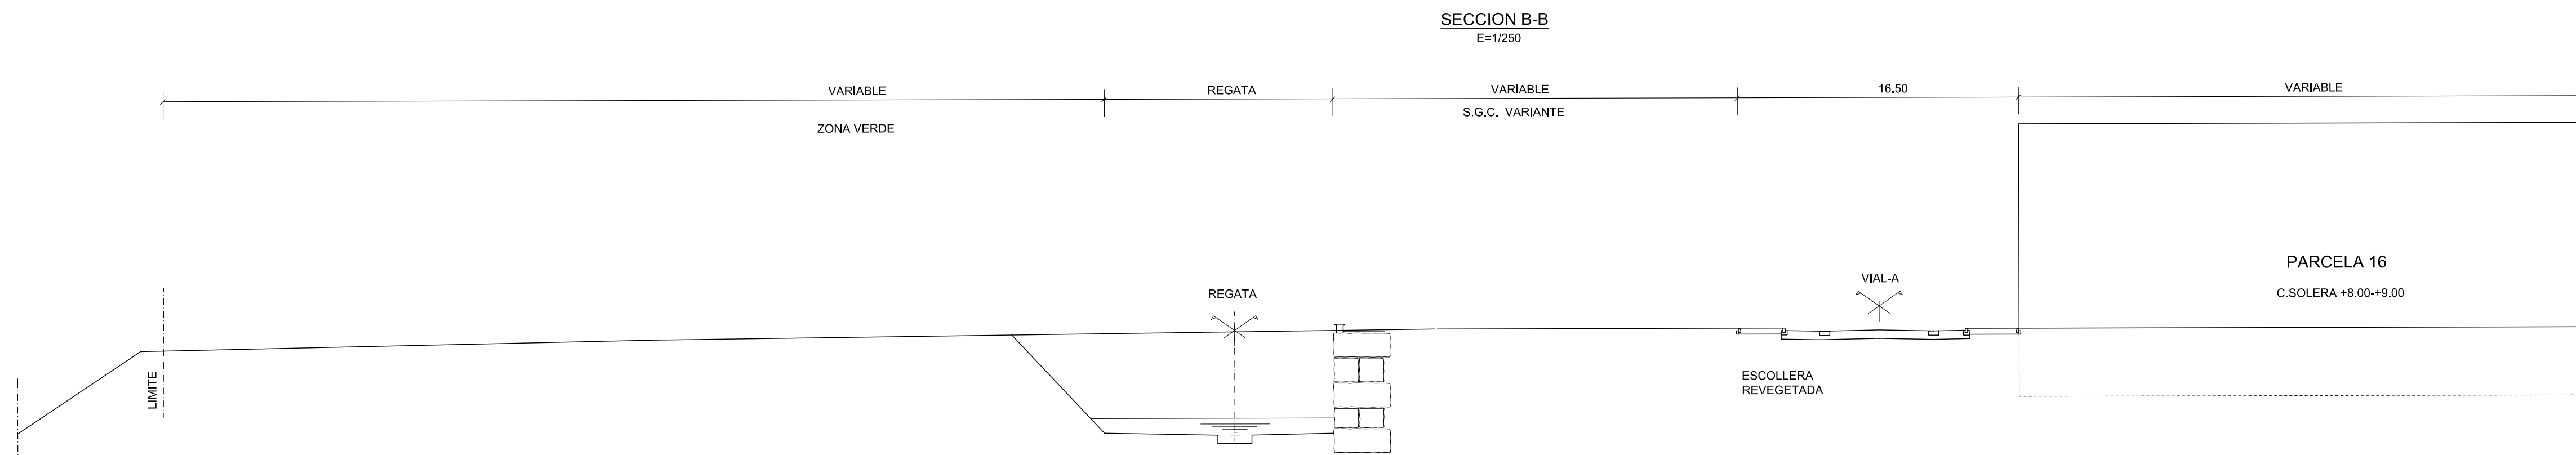 SECCION B-B
E=1/250
VARIABLE
REGATA
VARIABLE
16.50
VARIABLE
ZONA VERDE
S.G.C. VARIANTE
PARCELA 16
C.SOLERA +8.00-+9.00
VIAL-A
REGATA
LIMITE
ESCOLLERA
REVEGETADA